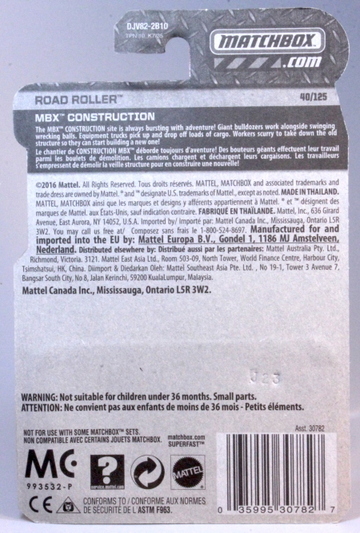 DJV82-2B10
MATCHBOX
.com
ROAD ROLLER™
40/125
MBX™ CONSTRUCTION
The MBX™ CONSTRUCTION site is always bursting with adventure! Giant bulldozers work alongside swinging
wrecking balls. Equipment trucks pick up and drop off loads of cargo. Workers scurry to take down the old
structure so they can start building a new one!
Le chantier de CONSTRUCTION MBX™ déborde toujours d'aventure! Des bouteurs géants effectuent leur travail
parmi les boulets de démolition. Les camions chargent et déchargent leurs cargaisons. Les travailleurs
s'empressent de démolir la vieille structure pour en construire une nouvelle!
©2016 Mattel. All Rights Reserved. Tous droits réservés. MATTEL, MATCHBOX and associated trademarks and
trade dress are owned by Mattel. ® and ™ designate U.S. trademarks of Mattel, except as noted. MADE IN THAILAND.
MATTEL, MATCHBOX ainsi que les marques et designs y afférents appartiennent à Mattel. ® et ™ désignent des
marques de Mattel aux États-Unis, sauf indication contraire. FABRIQUÉ EN THAÏLANDE. Mattel, Inc., 636 Girard
Avenue, East Aurora, NY 14052, U.S.A. Imported by/ Importé par: Mattel Canada Inc., Mississauga, Ontario L5R
3W2. You may call us free at/ Composez sans frais le 1-800-524-8697. Manufactured for and
imported into the EU by: Mattel Europa B.V., Gondel 1, 1186 MJ Amstelveen,
Nederland. Distributed elsewhere by: Distribué aussi par les partenaires: Mattel Australia Pty. Ltd.,
Richmond, Victoria. 3121. Mattel East Asia Ltd., Room 503-09, North Tower, World Finance Centre, Harbour City,
Tsimshatsui, HK, China. Diimport & Diedarkan Oleh: Mattel Southeast Asia Pte. Ltd., No 19-1, Tower 3 Avenue 7,
Bangsar South City, No 8, Jalan Kerinchi, 59200 KualaLumpur, Malaysia.
Mattel Canada Inc., Mississauga, Ontario L5R 3W2.
WARNING: Not suitable for children under 36 months. Small parts.
ATTENTION: Ne convient pas aux enfants de moins de 36 mois - Petits éléments.
NOT FOR USE WITH SOME MATCHBOX™ SETS.
NON COMPATIBLE AVEC CERTAINS JOUETS MATCHBOX.
matchbox.com
SUPERFAST™
Asst. 30782
MC
993532-P
?
service.mattel.com
MATTEL
CE
CONFORMS TO / CONFORME AUX NORMES
DE SÉCURITÉ DE L'ASTM F963.
0 35995 30782 7